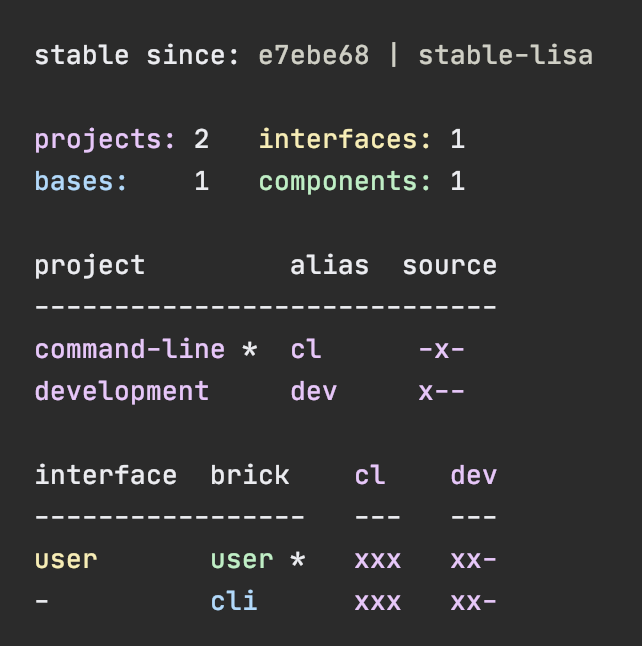 stable since: e7ebe68 | stable-lisa
projects: 2   interfaces: 1
bases:    1   components: 1
project         alias  source
-----------------------------
command-line *  cl      -x-
development     dev     x--
interface  brick    cl    dev
-----------------   ---   ---
user       user *   xxx   xx-
-          cli      xxx   xx-